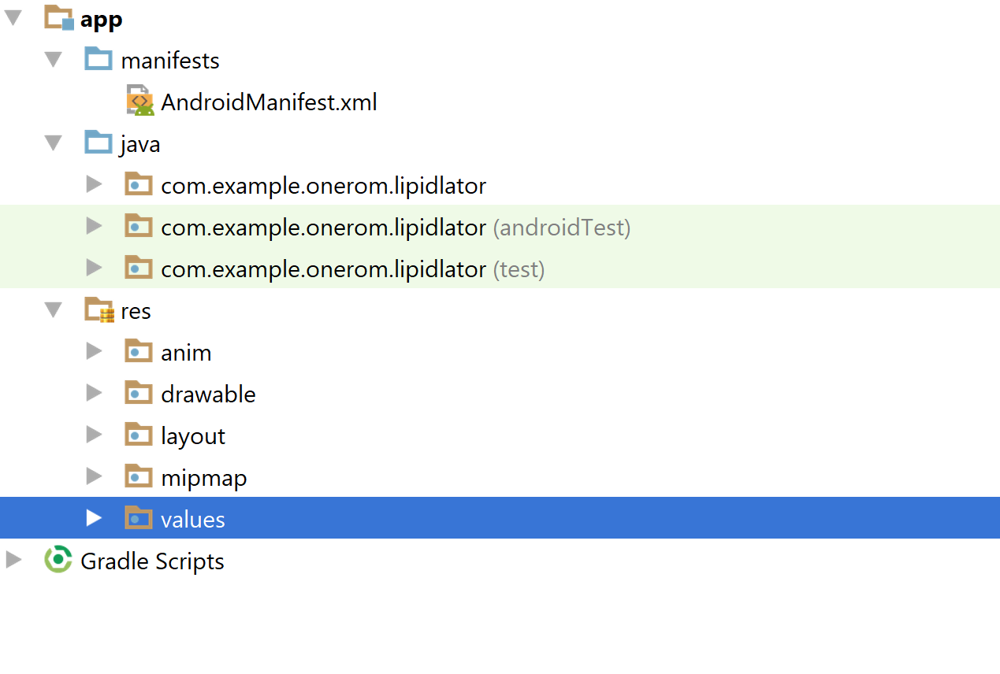 app
manifests
AndroidManifest.xml
java
com.example.onerom.lipidlator
com.example.onerom.lipidlator (androidTest)
com.example.onerom.lipidlator (test)
res
anim
drawable
layout
mipmap
values
Gradle Scripts